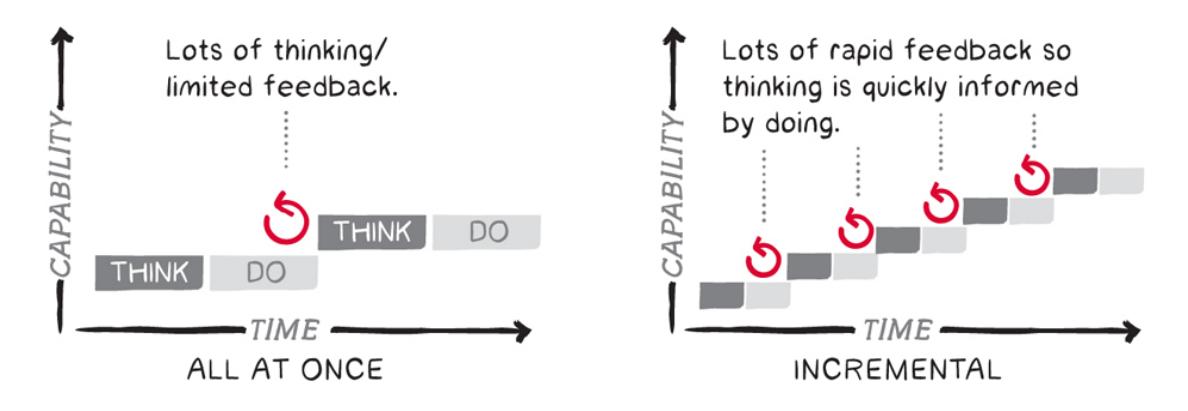 Lots of thinking/
limited feedback.
CAPABILITY
THINK
DO
THINK
DO
TIME
ALL AT ONCE
Lots of rapid feedback so
thinking is quickly informed
by doing.
CAPABILITY
TIME
INCREMENTAL